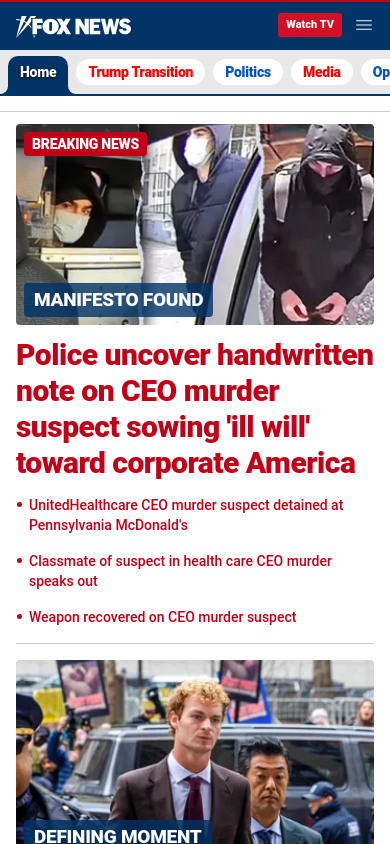 FOX NEWS
Watch TV
Home
Trump Transition
Politics
Media
Op
BREAKING NEWS
MANIFESTO FOUND
Police uncover handwritten
note on CEO murder
suspect sowing 'ill will'
toward corporate America
UnitedHealthcare CEO murder suspect detained at
Pennsylvania McDonald's
Classmate of suspect in health care CEO murder
speaks out
Weapon recovered on CEO murder suspect
DEFINING MOMENT